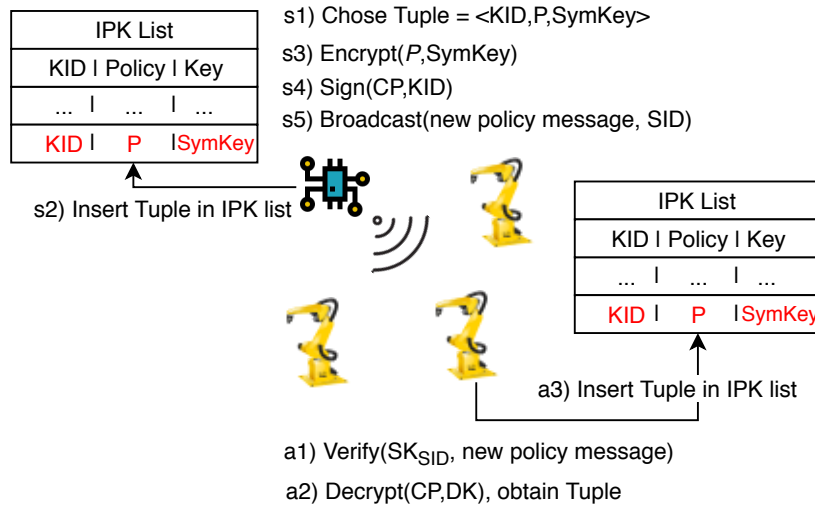 IPK List
KID | Policy | Key
... | ... | ...
KID | P | SymKey
s1) Chose Tuple = <KID,P,SymKey>
s3) Encrypt(P,SymKey)
s4) Sign(CP,KID)
s5) Broadcast(new policy message, SID)
s2) Insert Tuple in IPK list
IPK List
KID | Policy | Key
... | ... | ...
KID | P | SymKey
a3) Insert Tuple in IPK list
a1) Verify(SK_SID, new policy message)
a2) Decrypt(CP,DK), obtain Tuple